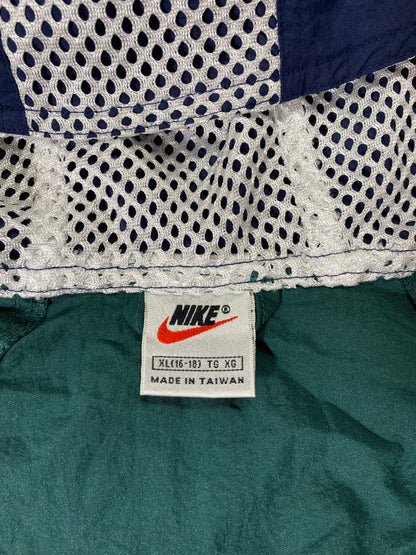 NIKE®
XL(16-18) TG XG
MADE IN TAIWAN